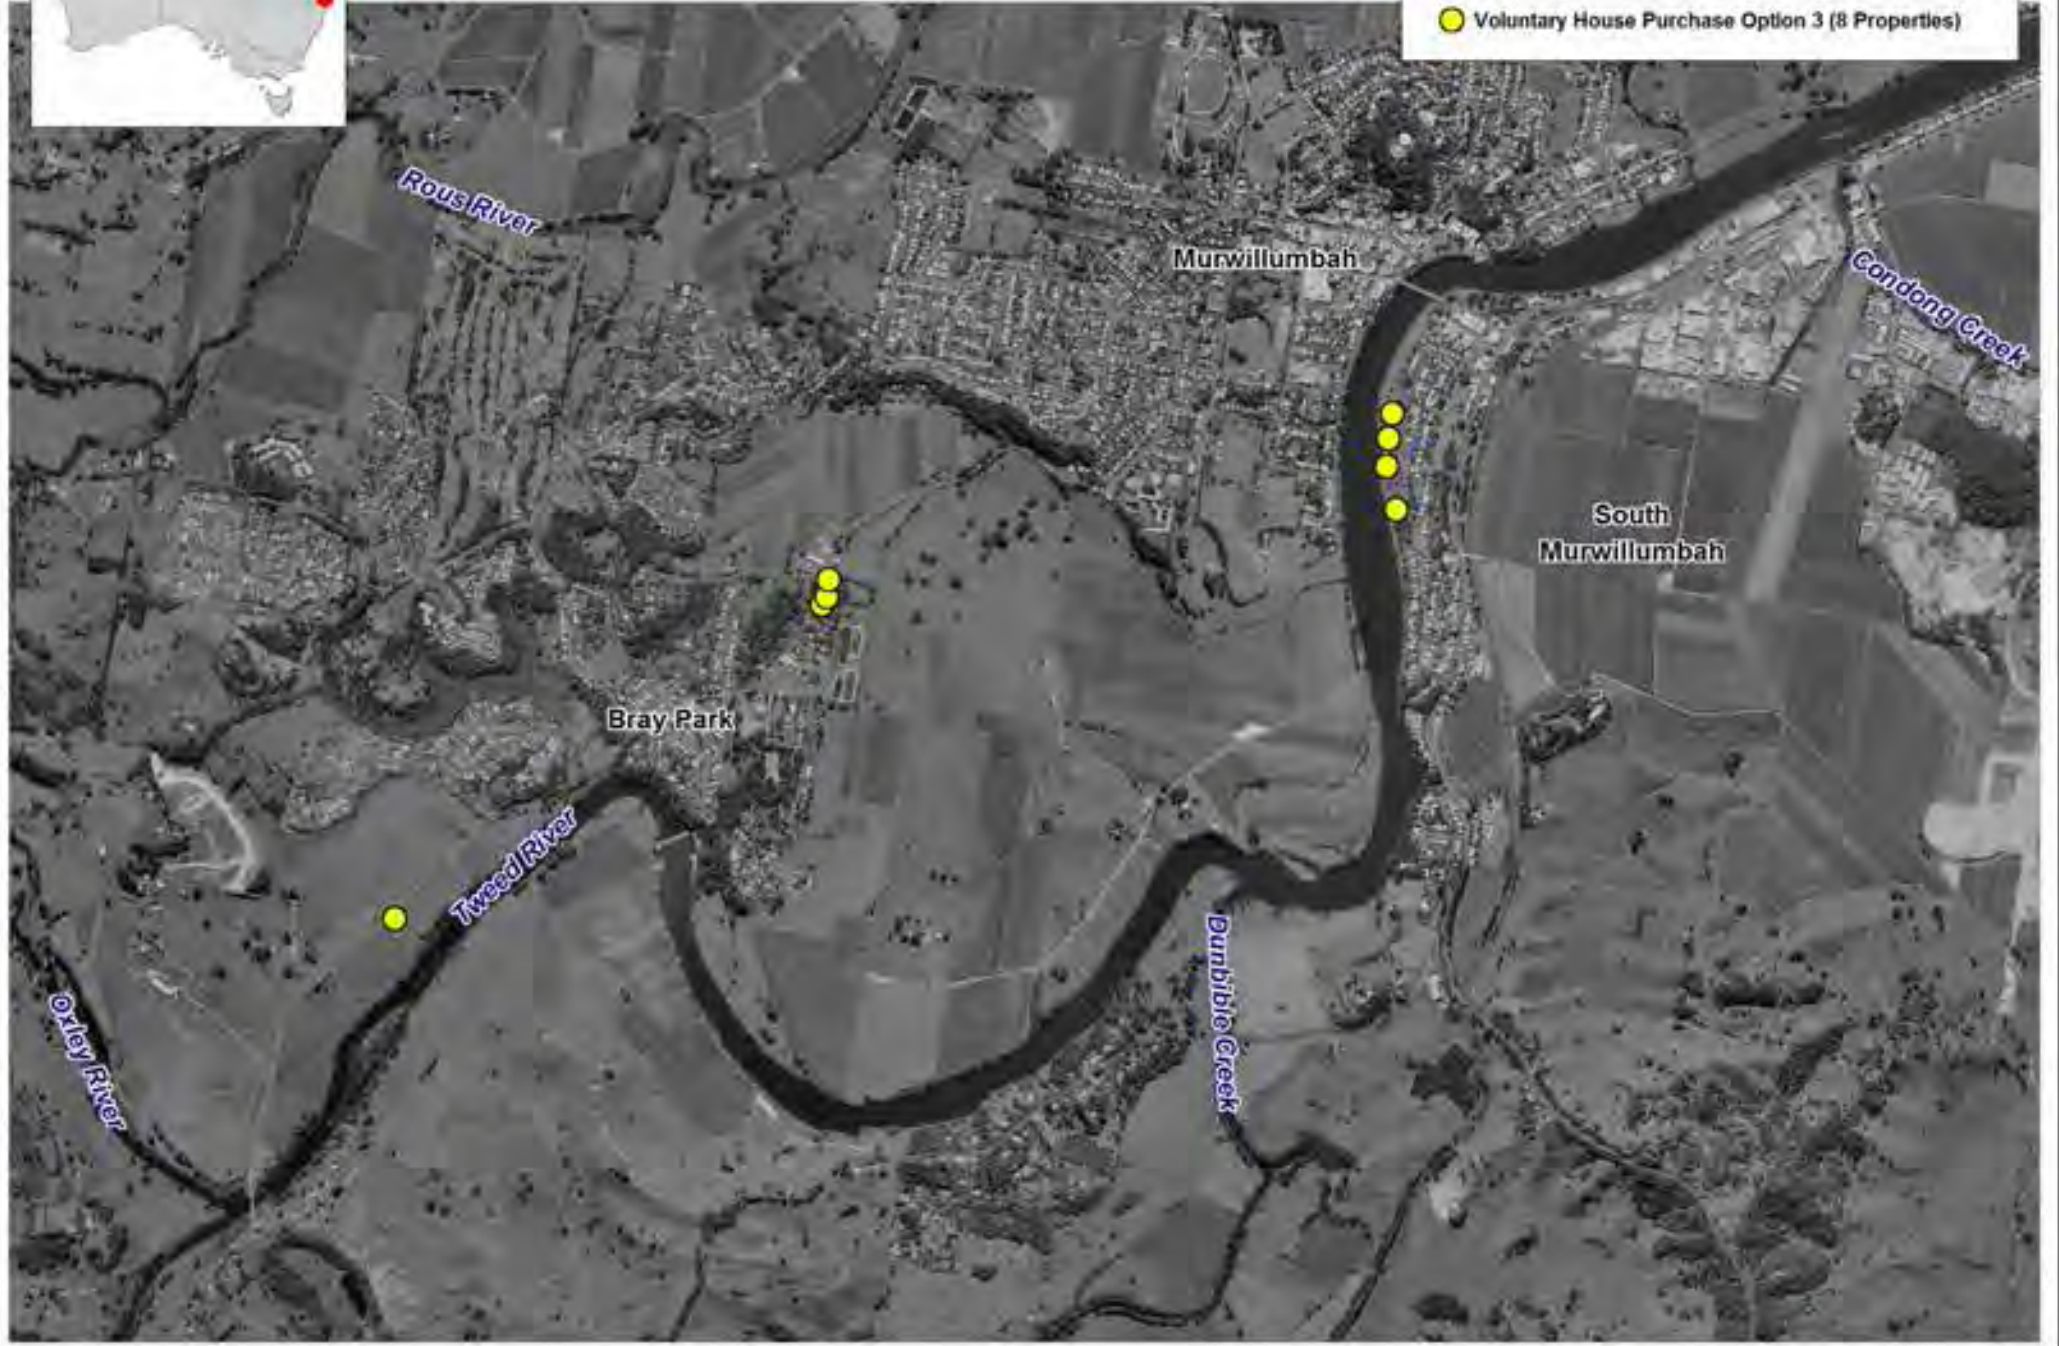 Voluntary House Purchase Option 3 (8 Properties)
Rous River
Murwillumbah
Condong Creek
South
Murwillumbah
Bray Park
Tweed River
Dunbible Creek
Oxley River